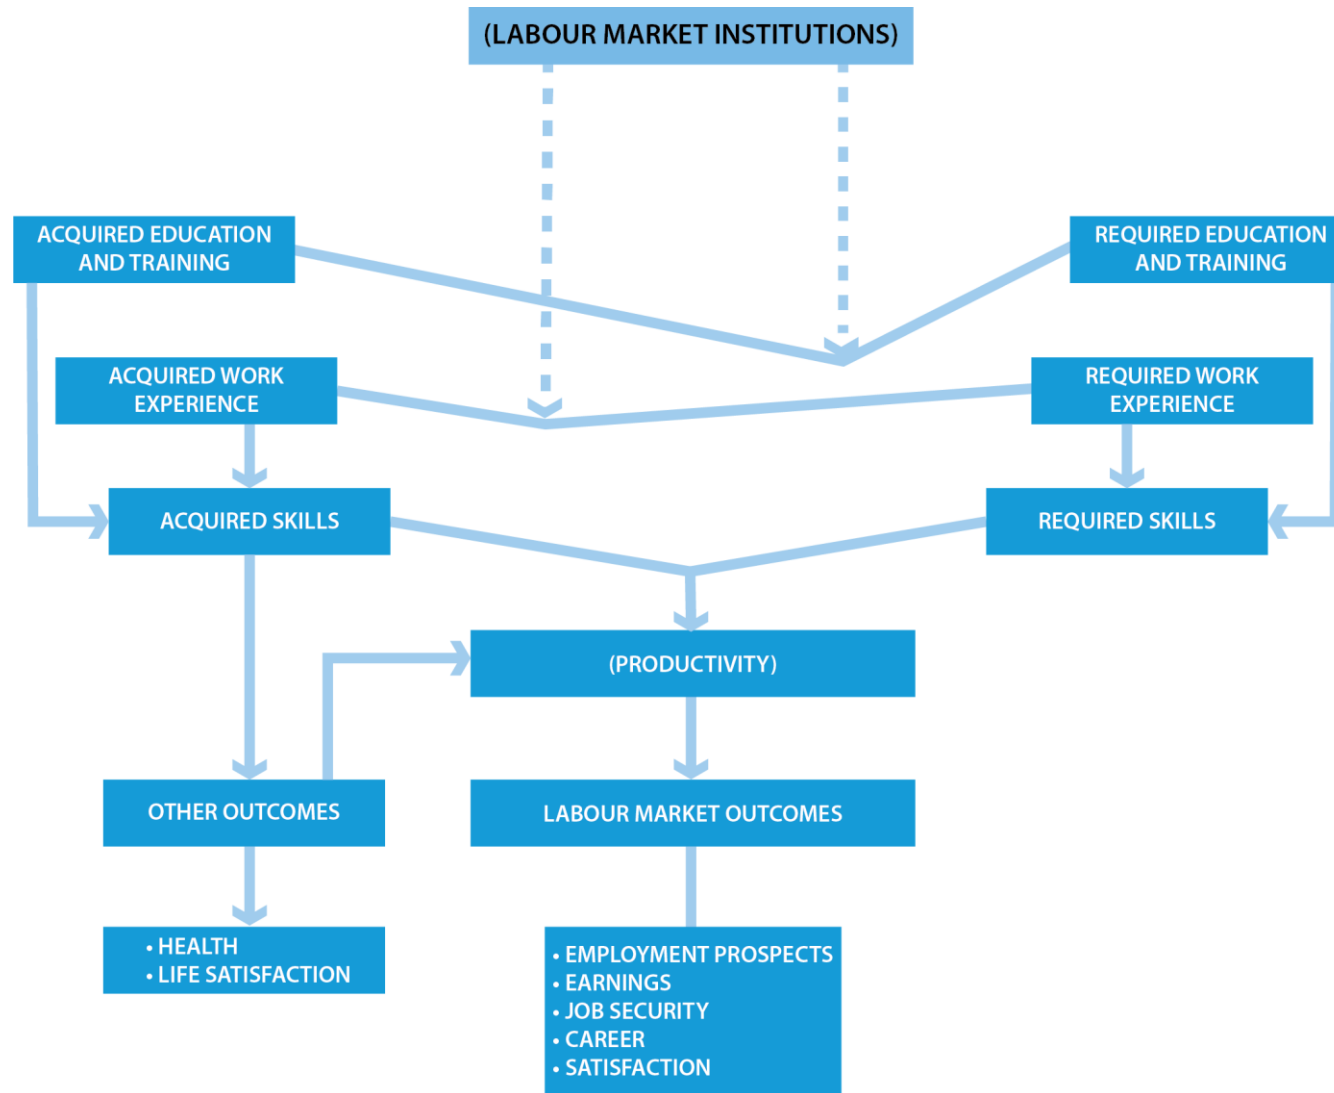 (LABOUR MARKET INSTITUTIONS)
ACQUIRED EDUCATION
AND TRAINING
REQUIRED EDUCATION
AND TRAINING
ACQUIRED WORK
EXPERIENCE
REQUIRED WORK
EXPERIENCE
ACQUIRED SKILLS
REQUIRED SKILLS
(PRODUCTIVITY)
OTHER OUTCOMES
LABOUR MARKET OUTCOMES
• HEALTH
• LIFE SATISFACTION
• EMPLOYMENT PROSPECTS
• EARNINGS
• JOB SECURITY
• CAREER
• SATISFACTION